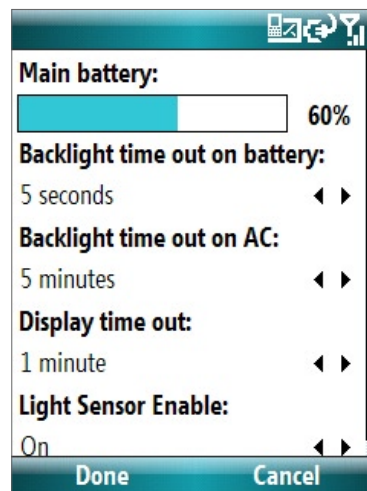 Main battery:
60%
Backlight time out on battery:
5 seconds
Backlight time out on AC:
5 minutes
Display time out:
1 minute
Light Sensor Enable:
On
Done Cancel